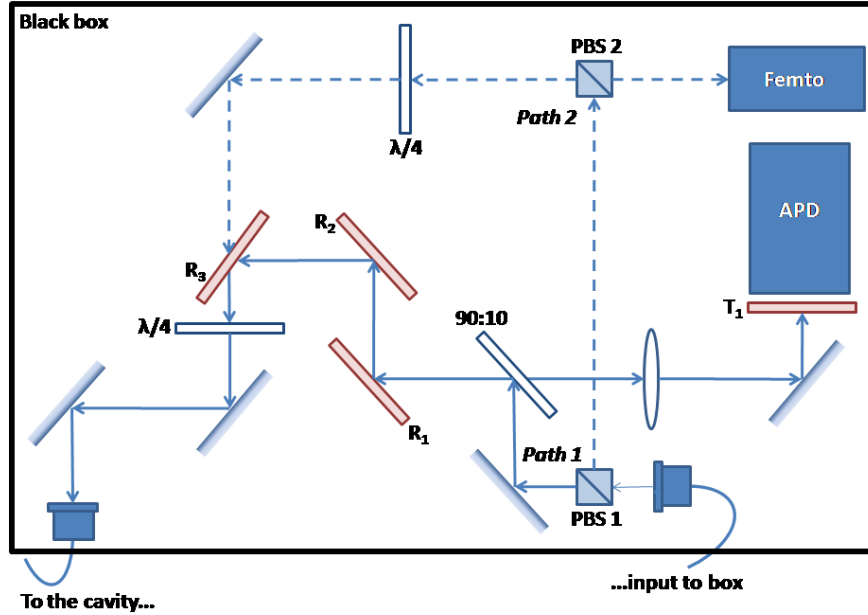 Black box
PBS 2
Femto
Path 2
λ/4
APD
R₂
R₃
T₁
λ/4
90:10
R₁
Path 1
PBS 1
...input to box
To the cavity...